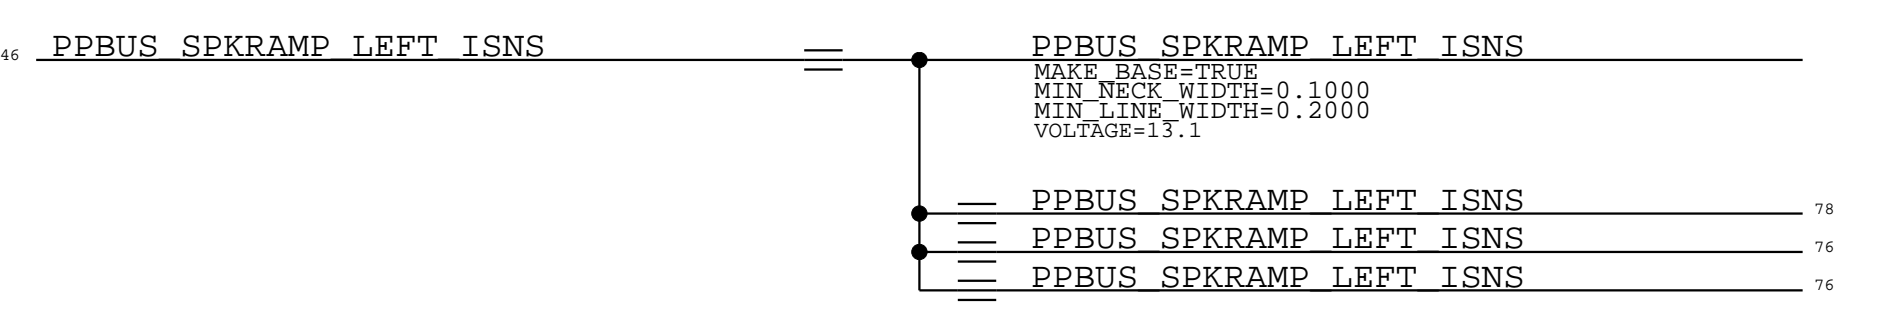 46 PPBUS_SPKRAMP_LEFT_ISNS PPBUS_SPKRAMP_LEFT_ISNS
MAKE_BASE=TRUE
MIN_NECK_WIDTH=0.1000
MIN_LINE_WIDTH=0.2000
VOLTAGE=13.1
PPBUS_SPKRAMP_LEFT_ISNS 78
PPBUS_SPKRAMP_LEFT_ISNS 76
PPBUS_SPKRAMP_LEFT_ISNS 76